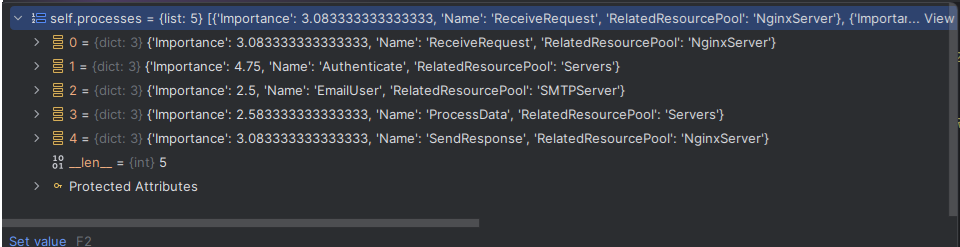 self.processes = {list: 5} [{'Importance': 3.083333333333333, 'Name': 'ReceiveRequest', 'RelatedResourcePool': 'NginxServer'}, {'Importar... View
0 = {dict: 3} {'Importance': 3.083333333333333, 'Name': 'ReceiveRequest', 'RelatedResourcePool': 'NginxServer'}
1 = {dict: 3} {'Importance': 4.75, 'Name': 'Authenticate', 'RelatedResourcePool': 'Servers'}
2 = {dict: 3} {'Importance': 2.5, 'Name': 'EmailUser', 'RelatedResourcePool': 'SMTPServer'}
3 = {dict: 3} {'Importance': 2.583333333333333, 'Name': 'ProcessData', 'RelatedResourcePool': 'Servers'}
4 = {dict: 3} {'Importance': 3.083333333333333, 'Name': 'SendResponse', 'RelatedResourcePool': 'NginxServer'}
10 01 __len__ = {int} 5
Protected Attributes
Set value F2